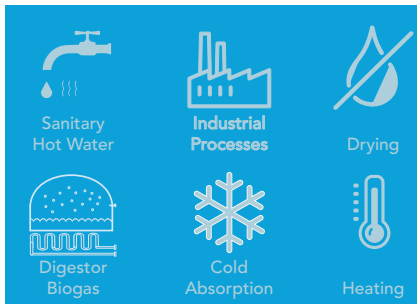 Sanitary
Hot Water
Industrial
Processes
Drying
Digestor
Biogas
Cold
Absorption
Heating